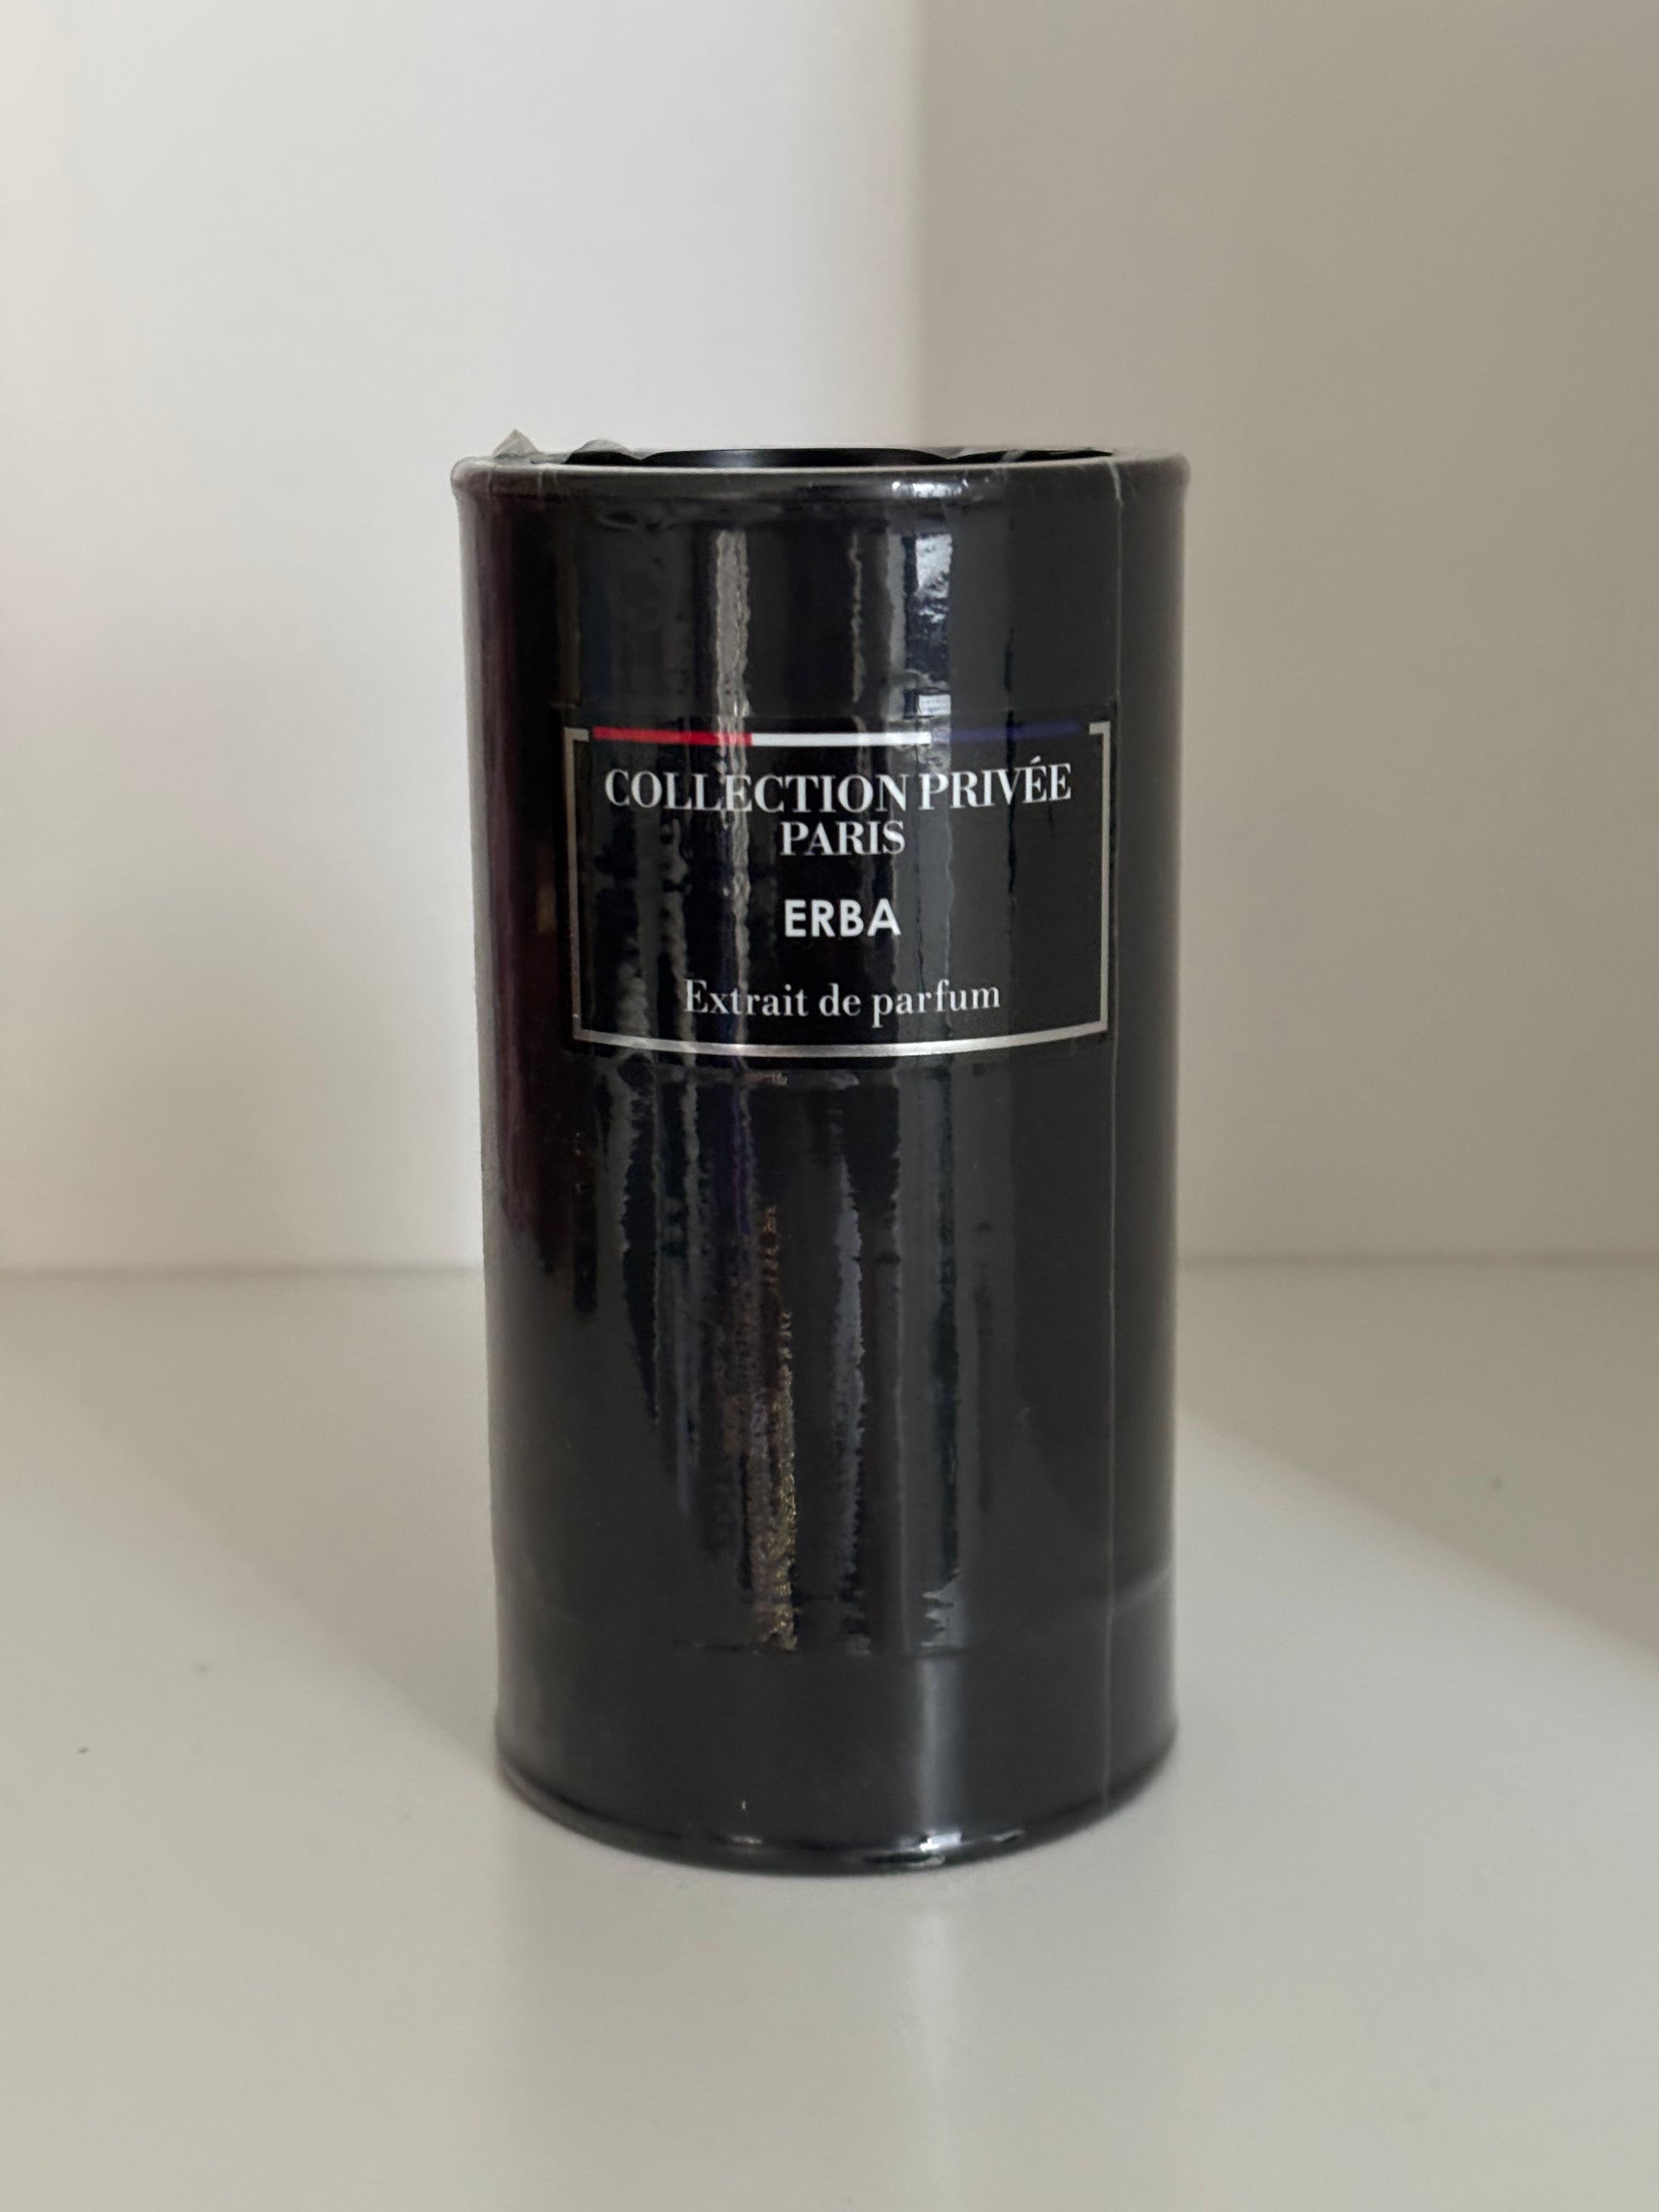 COLLECTION PRIVÉE
PARIS
ERBA
Extrait de parfum